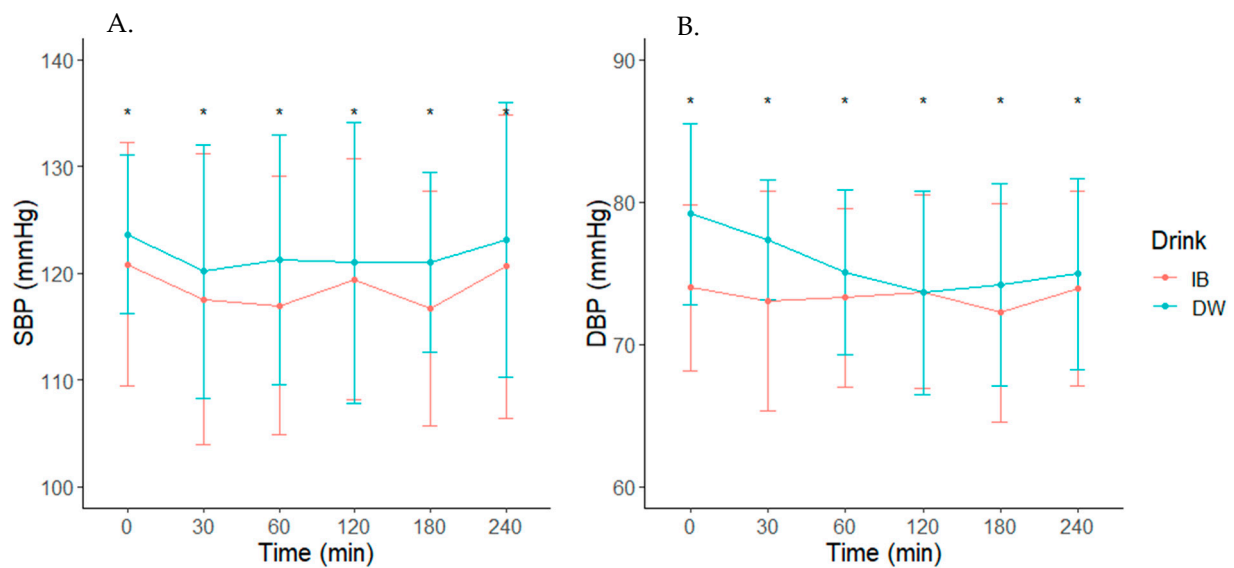 A.
140
130
120
110
100
SBP (mmHg)
* * * * * *
0 30 60 120 180 240
Time (min)
B.
90
80
70
60
DBP (mmHg)
* * * * * *
0 30 60 120 180 240
Time (min)
Drink
IB
DW